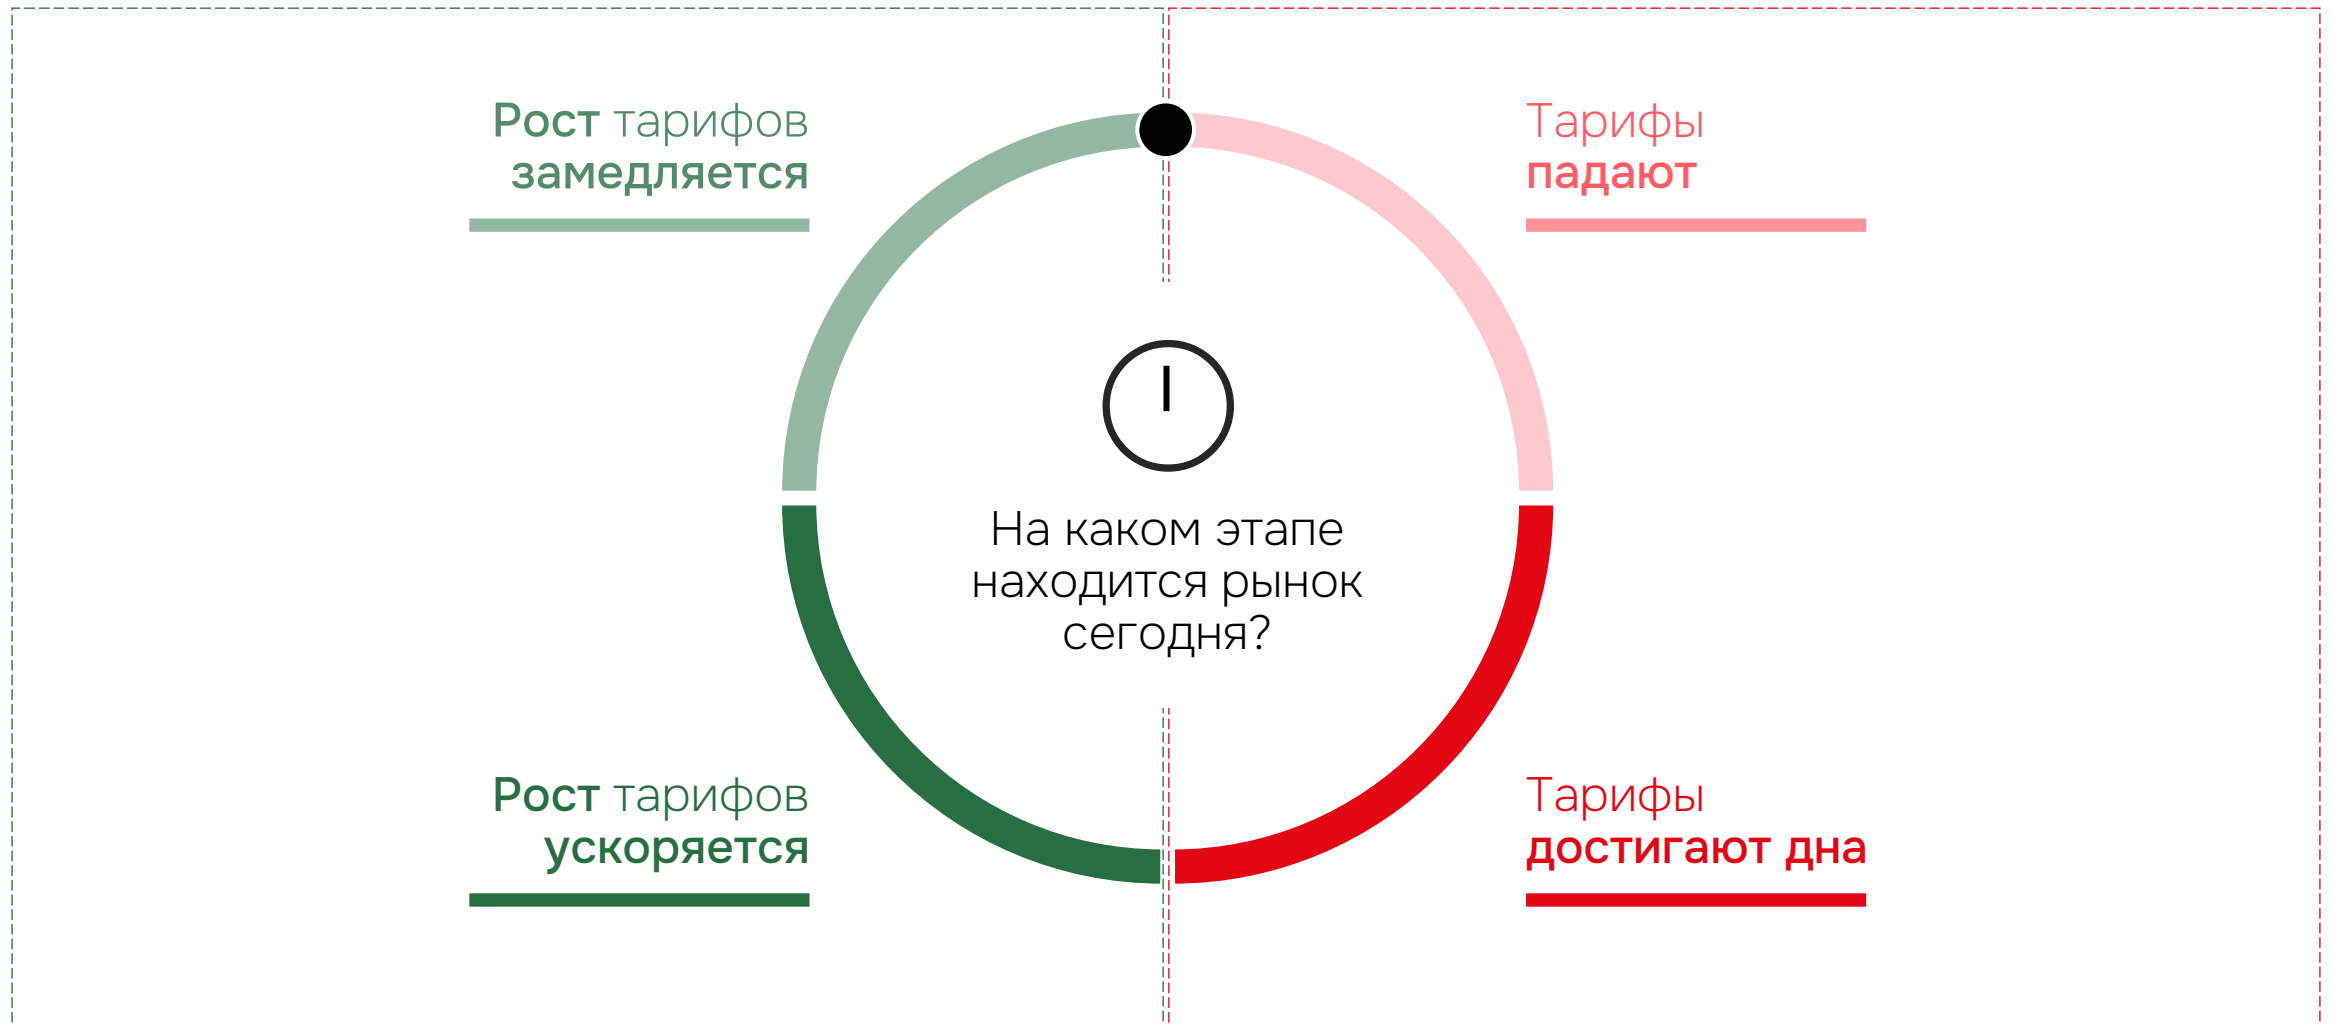 Рост тарифов
замедляется
Тарифы
падают
На каком этапе
находится рынок
сегодня?
Рост тарифов
ускоряется
Тарифы
достигают дна